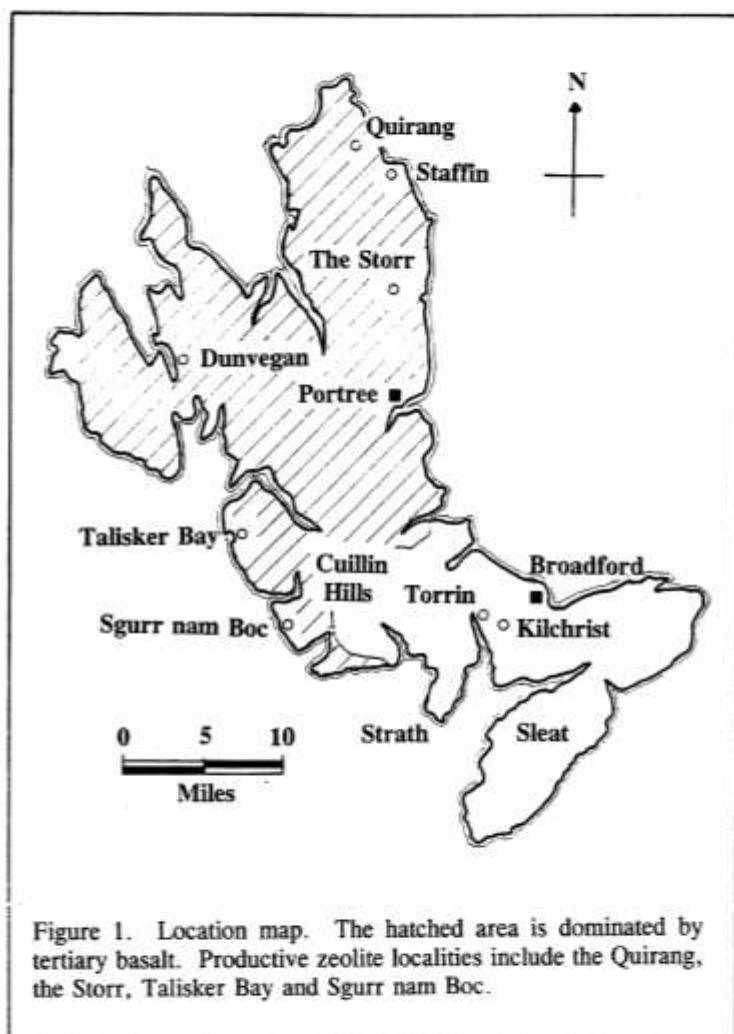 N
Quirang
Staffin
The Storr
Dunvegan
Portree
Talisker Bay
Cuillin
Hills
Broadford
Torrin
Sgurr nam Boc
Kilchrist
0 5 10
Miles
Strath
Sleat
Figure 1. Location map. The hatched area is dominated by
tertiary basalt. Productive zeolite localities include the Quirang,
the Storr, Talisker Bay and Sgurr nam Boc.